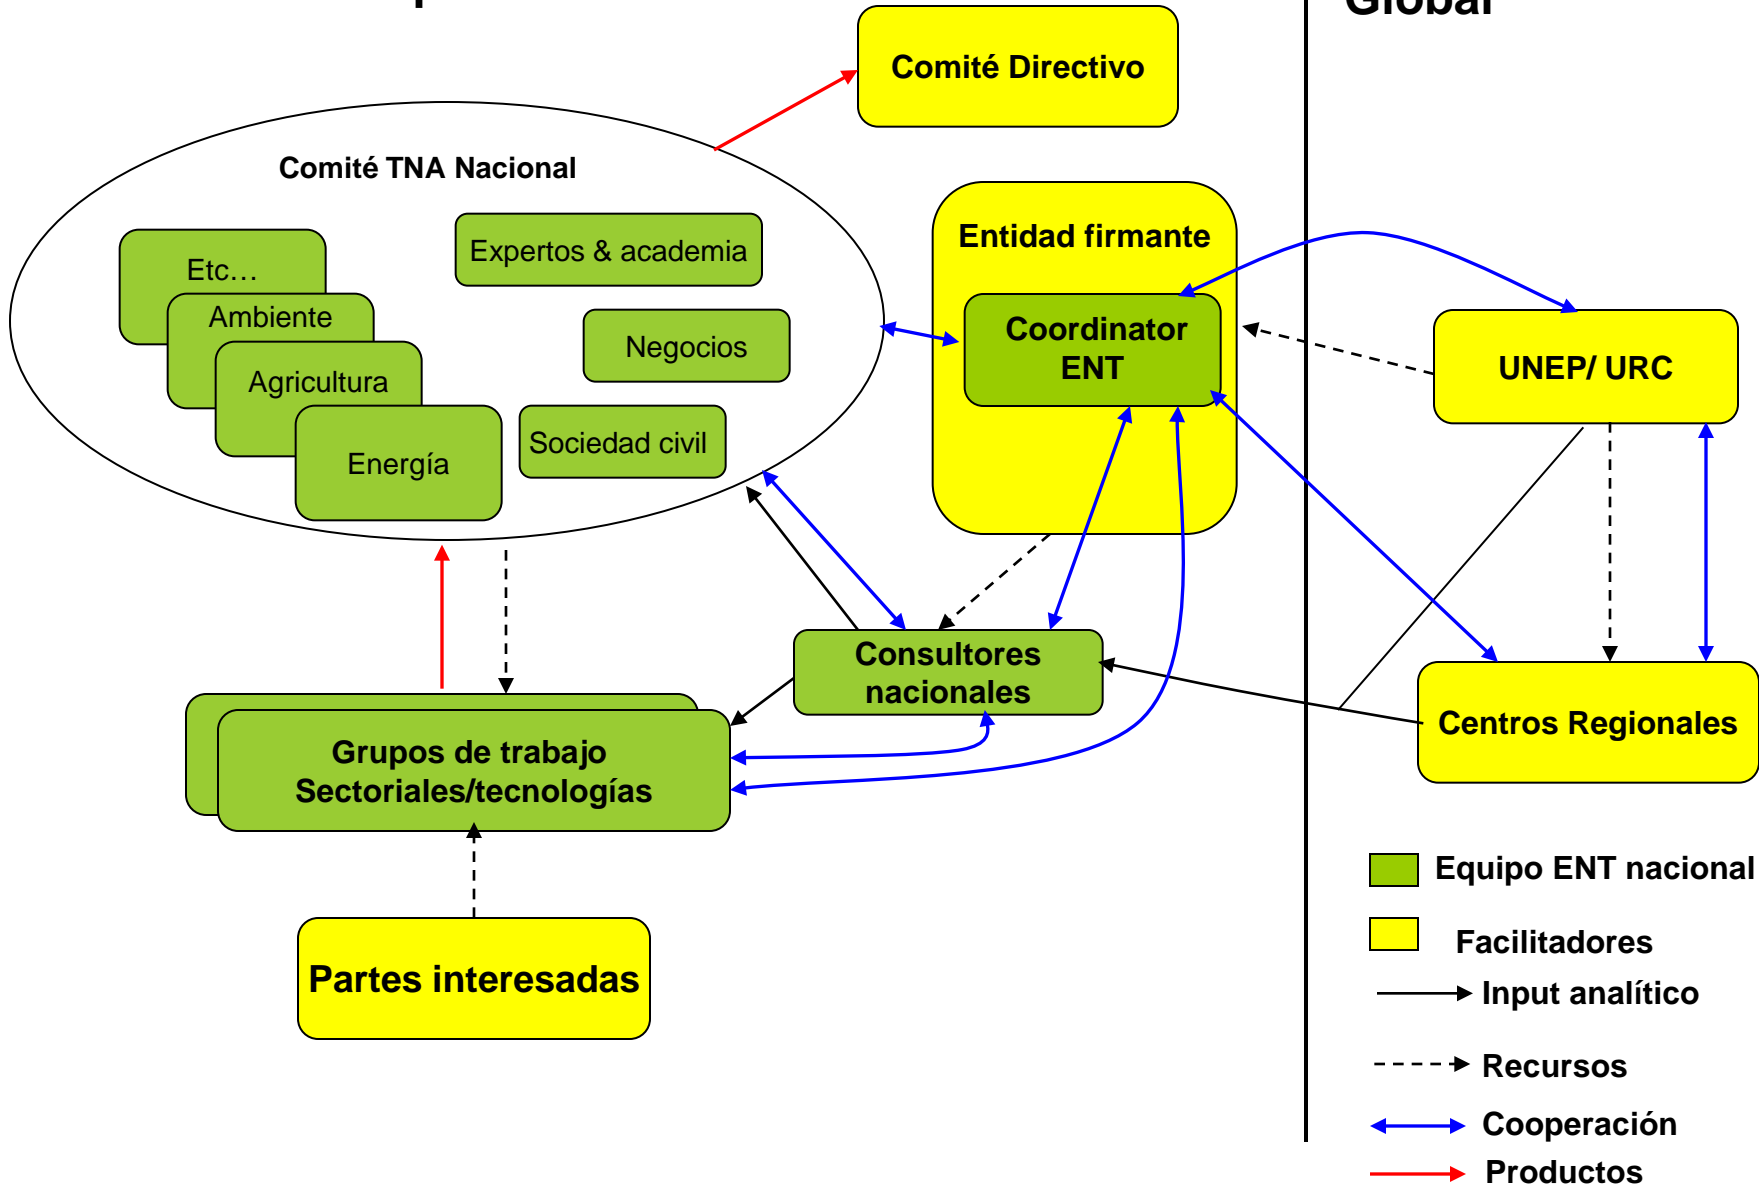 Global
Comité Directivo
Comité TNA Nacional
Expertos & academia
Etc…
Ambiente
Negocios
Agricultura
Sociedad civil
Energía
Entidad firmante
Coordinator
ENT
UNEP/ URC
Consultores
nacionales
Centros Regionales
Grupos de trabajo
Sectoriales/tecnologías
Partes interesadas
Equipo ENT nacional
Facilitadores
Input analítico
Recursos
Cooperación
Productos